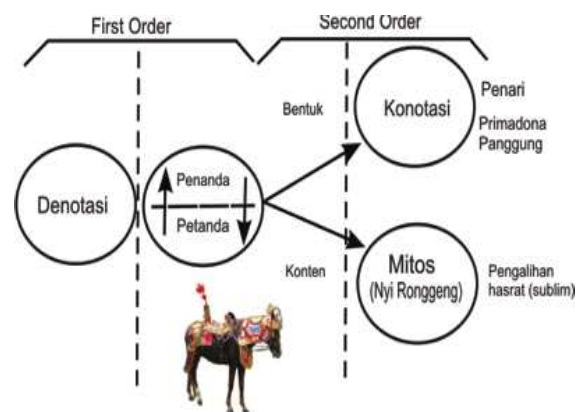 First Order
Second Order
Bentuk
Konotasi
Penari
Primadona
Panggung
Denotasi
Penanda
Petanda
Konten
Mitos
(Nyi Ronggeng)
Pengalihan
hasrat (sublim)